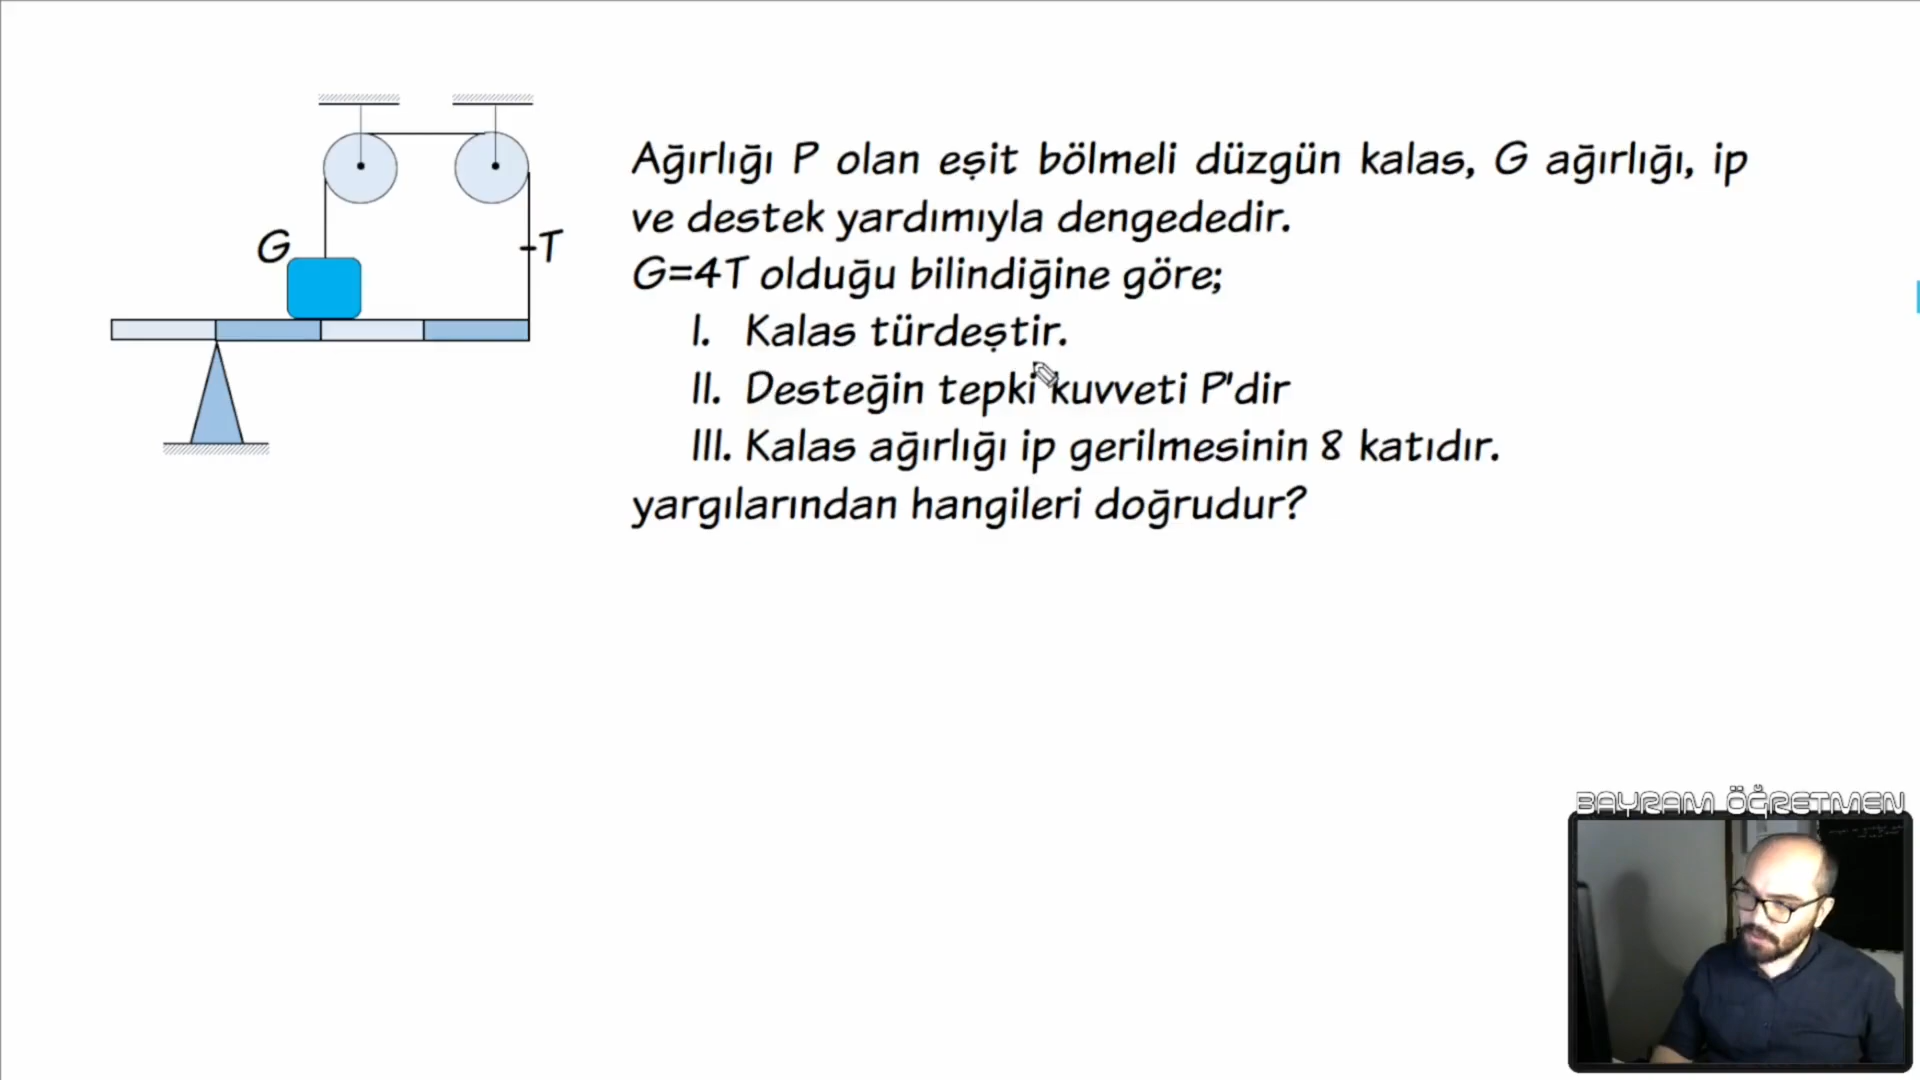 G
-T
Ağırlığı P olan eşit bölmeli düzgün kalas, G ağırlığı, ip
ve destek yardımıyla dengededir.
G=4T olduğu bilindiğine göre;
I. Kalas türdeştir.
II. Desteğin tepki kuvveti P'dir
III. Kalas ağırlığı ip gerilmesinin 8 katıdır.
yargılarından hangileri doğrudur?
BAYRAM ÖĞRETMEN